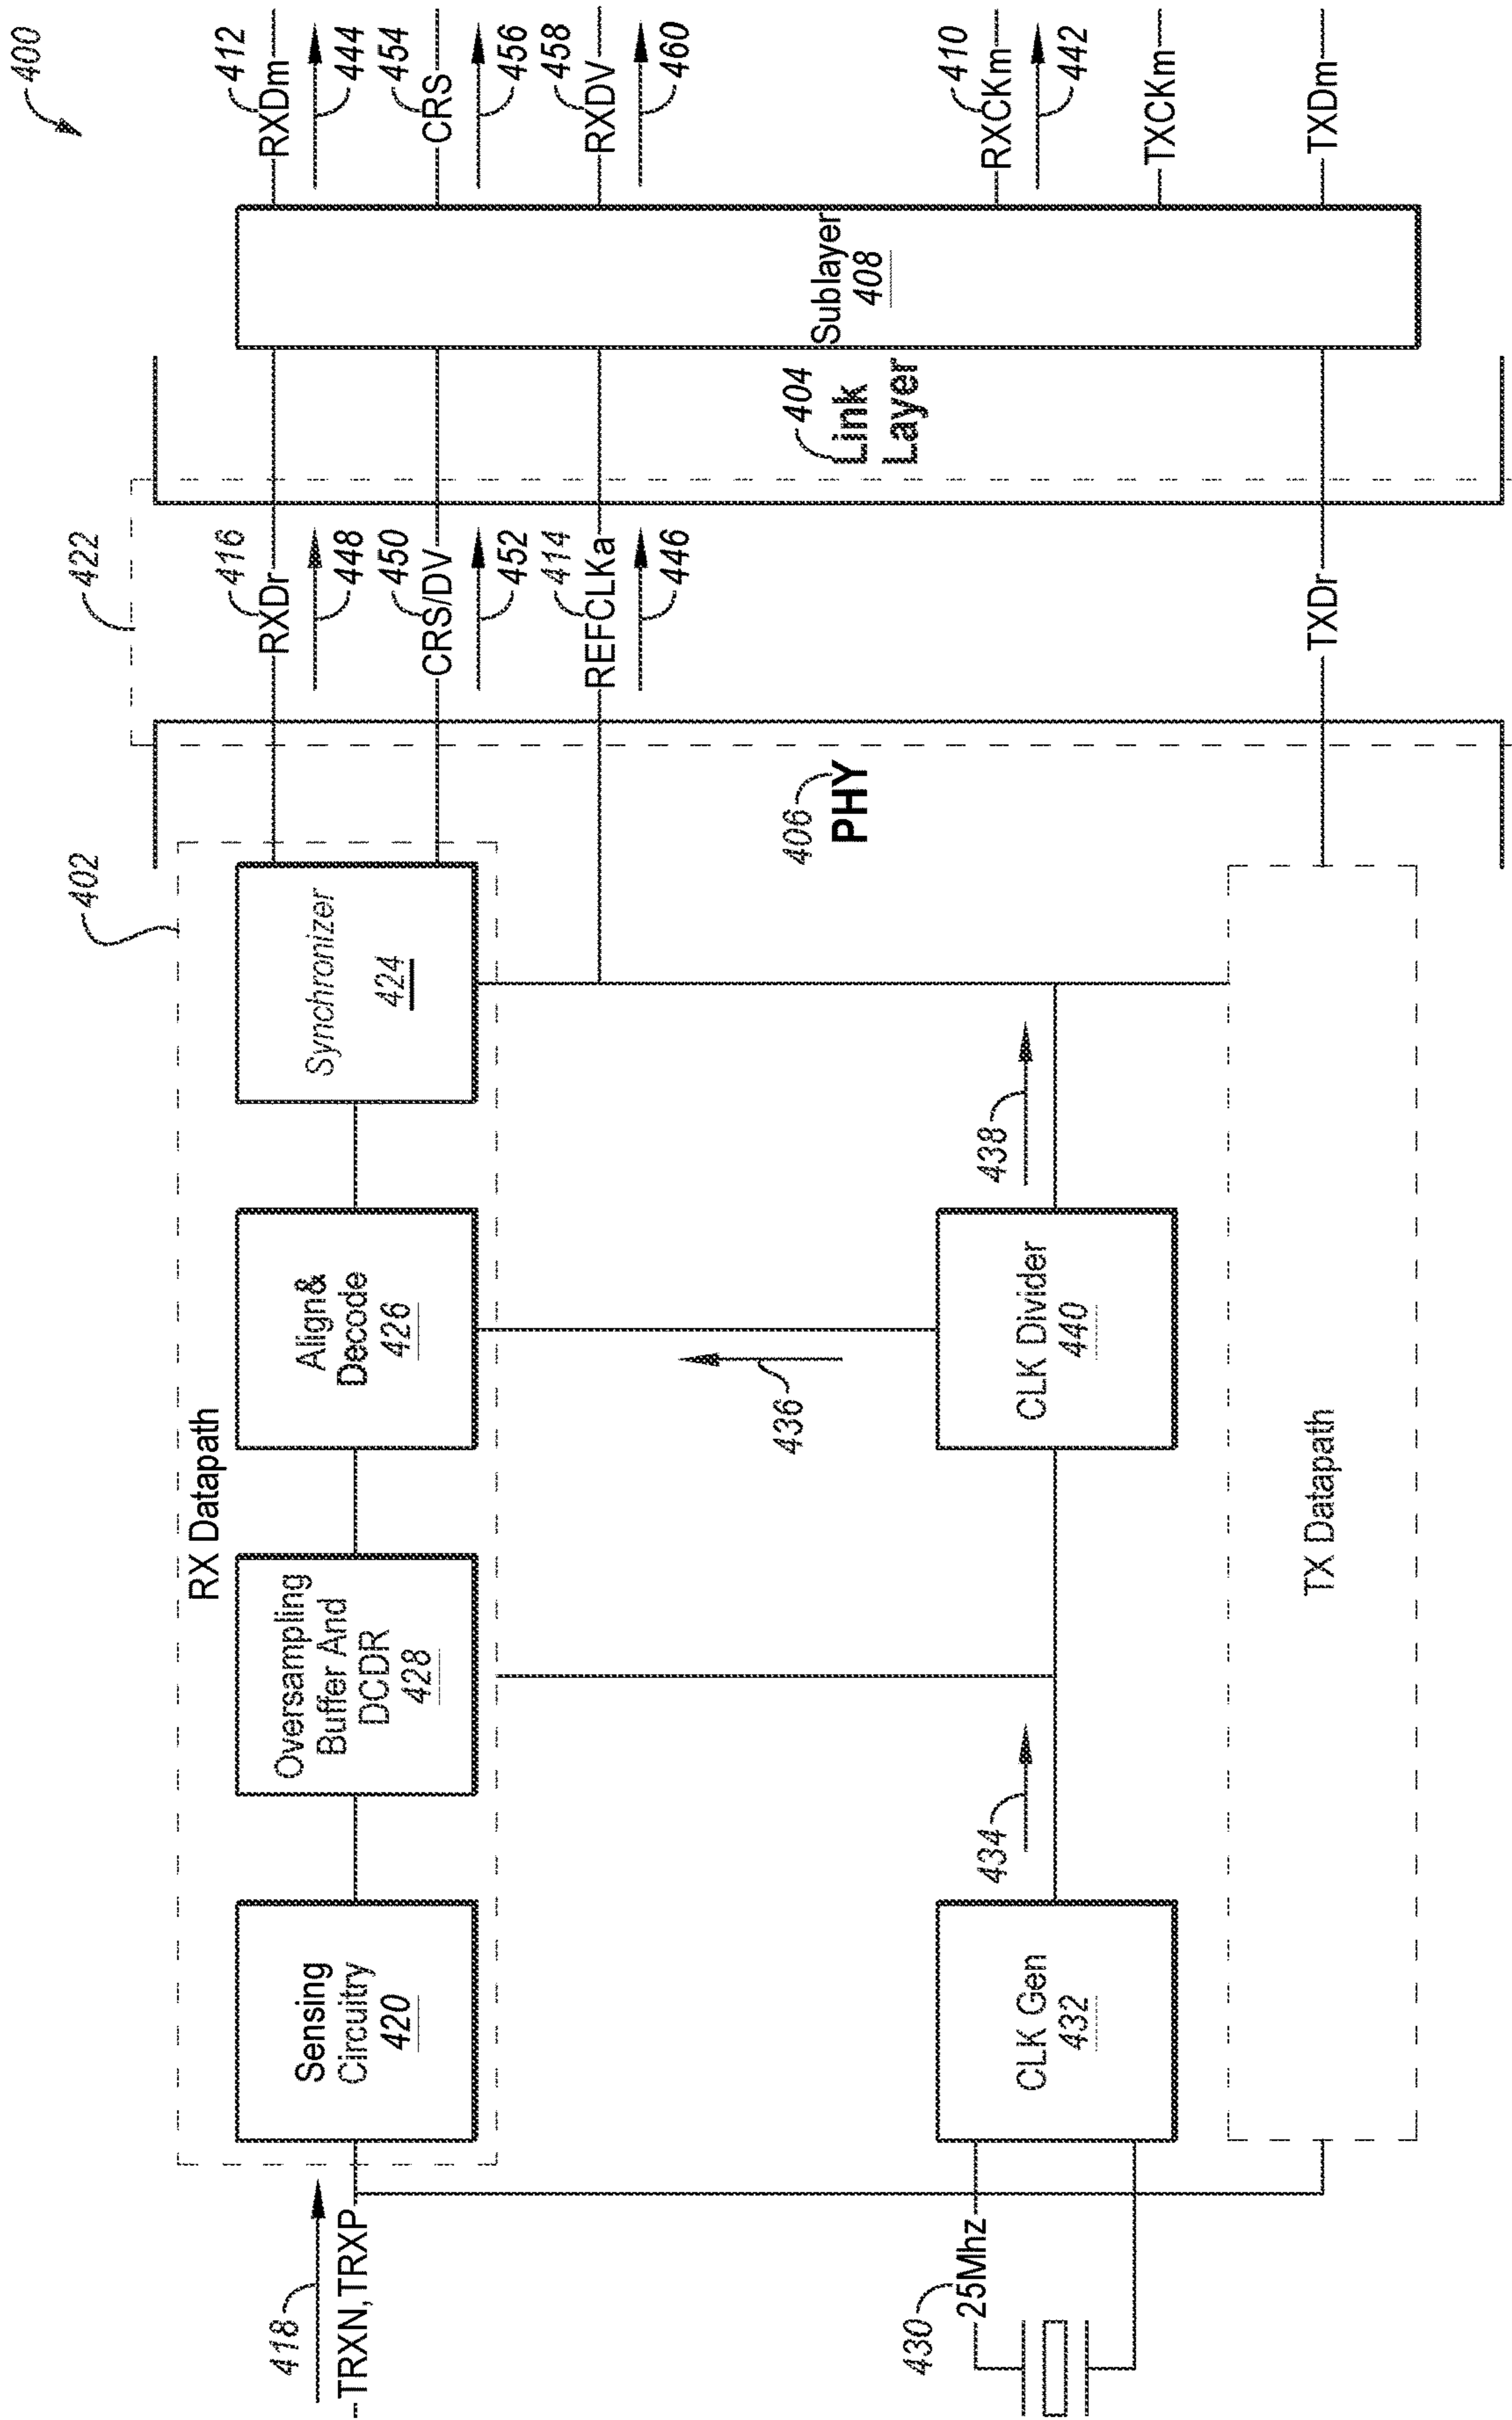 400
402
422
RX Datapath
418
TRXN, TRXP
Sensing
Circuitry
420
Oversampling
Buffer And
DCDR
428
Align&
Decode
426
Synchronizer
424
416
RXDr
448
450
CRS/DV
452
414
REFCLKa
446
412
RXDm
444
454
CRS
456
458
RXDV
460
406
PHY
404
Link
Layer
Sublayer
408
410
RXCKm
442
TXCKm
TXDm
430
25Mhz
CLK Gen
432
434
436
CLK Divider
440
438
TX Datapath
TXDr